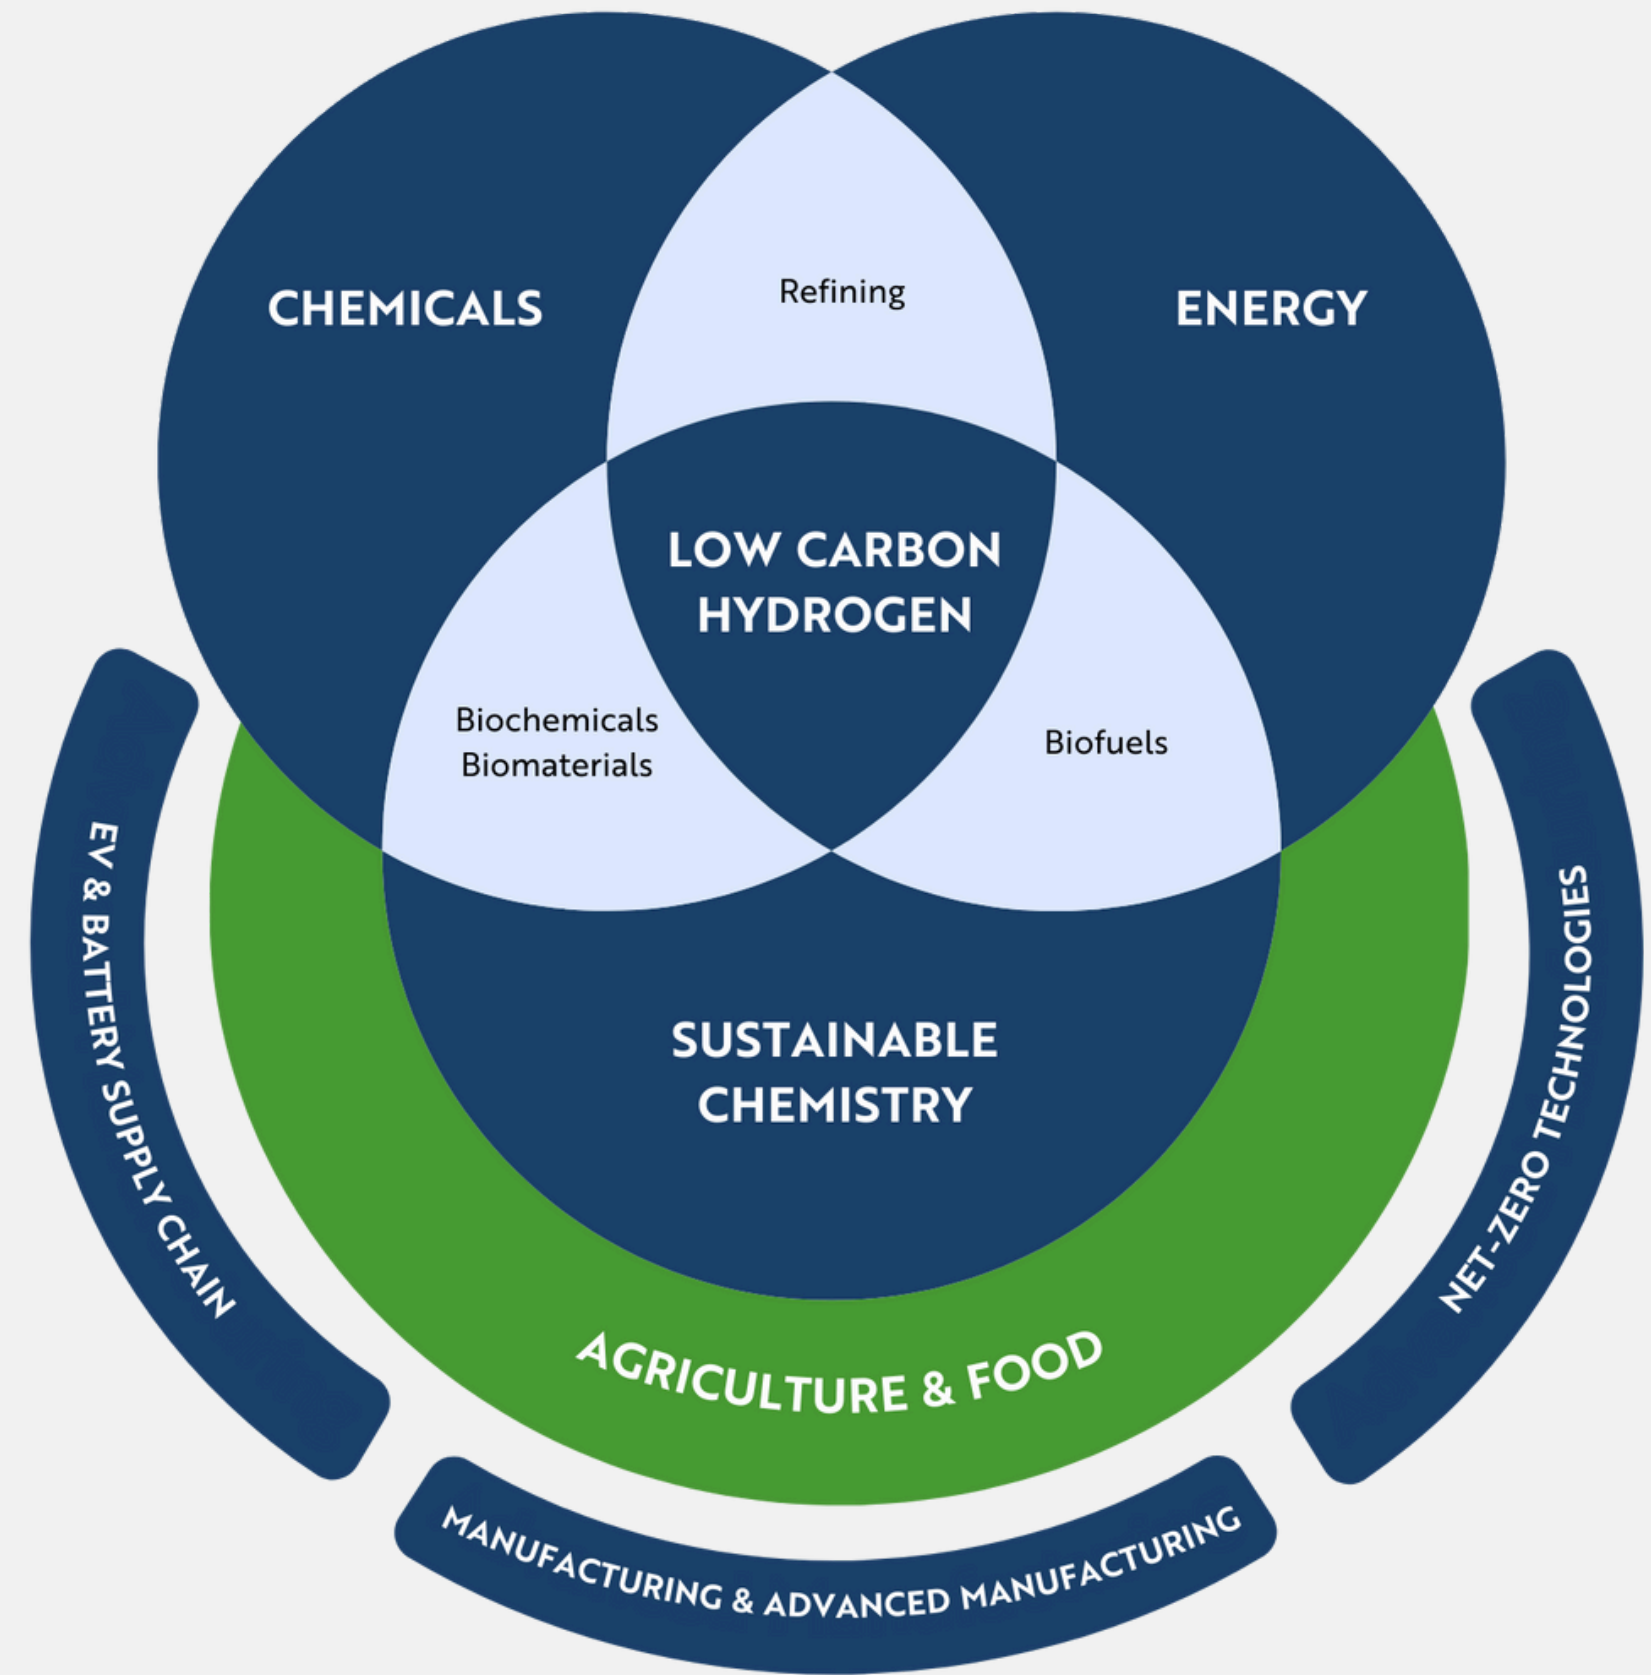 CHEMICALS
Refining
ENERGY
LOW CARBON
HYDROGEN
Biochemicals
Biomaterials
Biofuels
SUSTAINABLE
CHEMISTRY
AGRICULTURE & FOOD
EV & BATTERY SUPPLY CHAIN
MANUFACTURING & ADVANCED MANUFACTURING
NET-ZERO TECHNOLOGIES